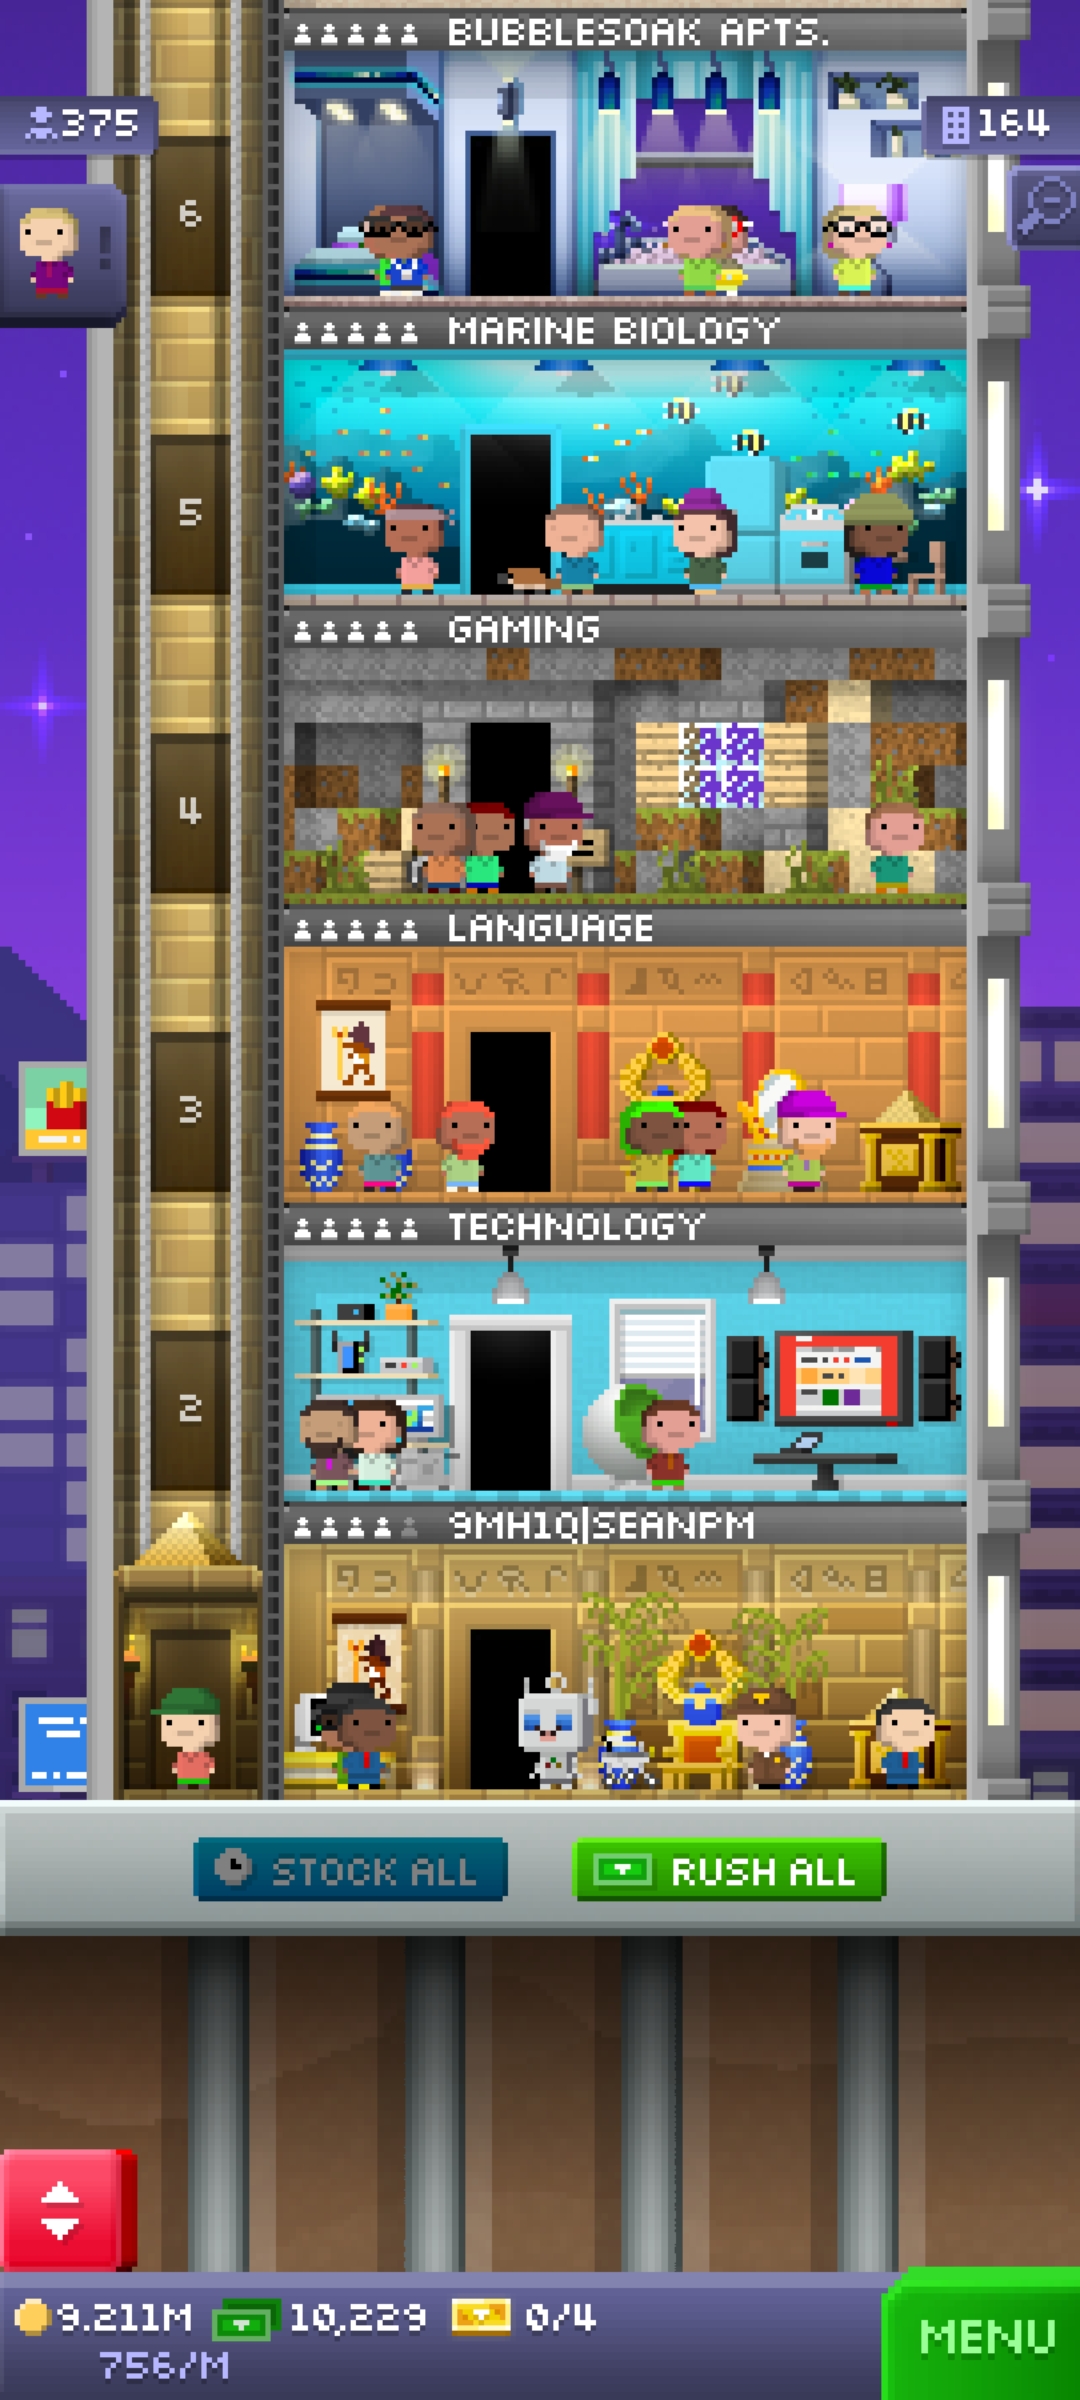 BUBBLESOAK APTS.
375
164
6
MARINE BIOLOGY
5
GAMING
4
LANGUAGE
3
TECHNOLOGY
2
9MH1Q|SEANPM
STOCK ALL
RUSH ALL
9.211M
10,229
0/4
756/M
MENU